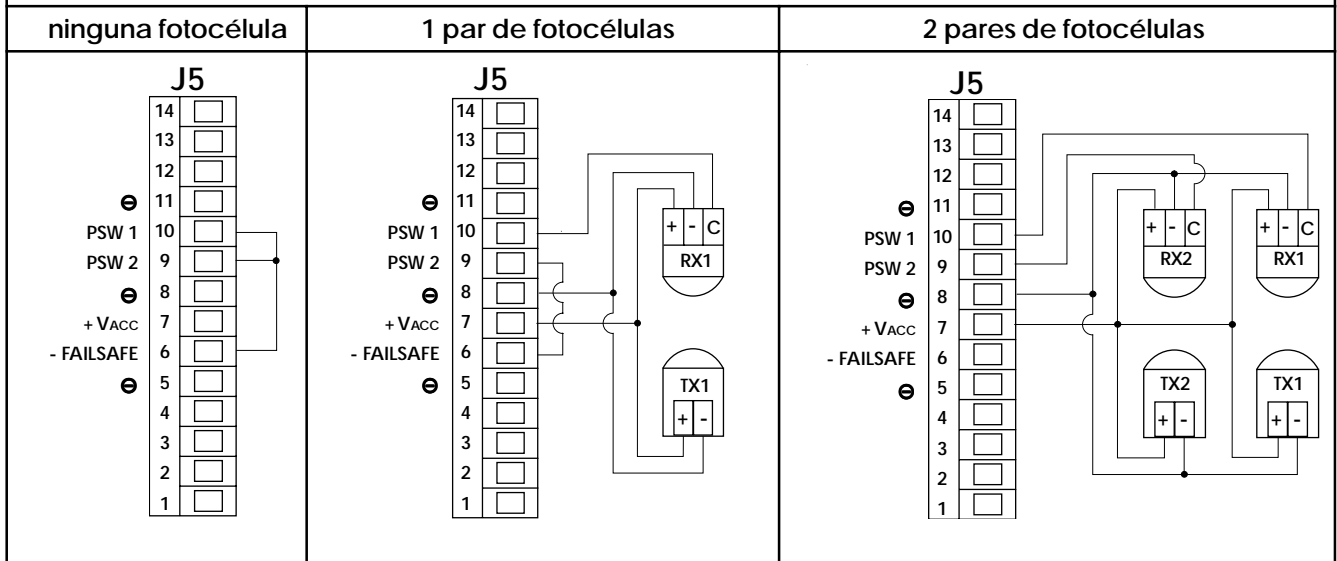 ninguna fotocélula
1 par de fotocélulas
2 pares de fotocélulas
J5
14
13
12
⊖ 11
PSW 1 10
PSW 2 9
⊖ 8
+ VACC 7
- FAILSAFE 6
⊖ 5
4
3
2
1
J5
14
13
12
⊖ 11
PSW 1 10
PSW 2 9
⊖ 8
+ VACC 7
- FAILSAFE 6
⊖ 5
4
3
2
1
+ - C
RX1
TX1
+ -
J5
14
13
12
⊖ 11
PSW 1 10
PSW 2 9
⊖ 8
+ VACC 7
- FAILSAFE 6
⊖ 5
4
3
2
1
+ - C
RX2
+ - C
RX1
TX2
+ -
TX1
+ -